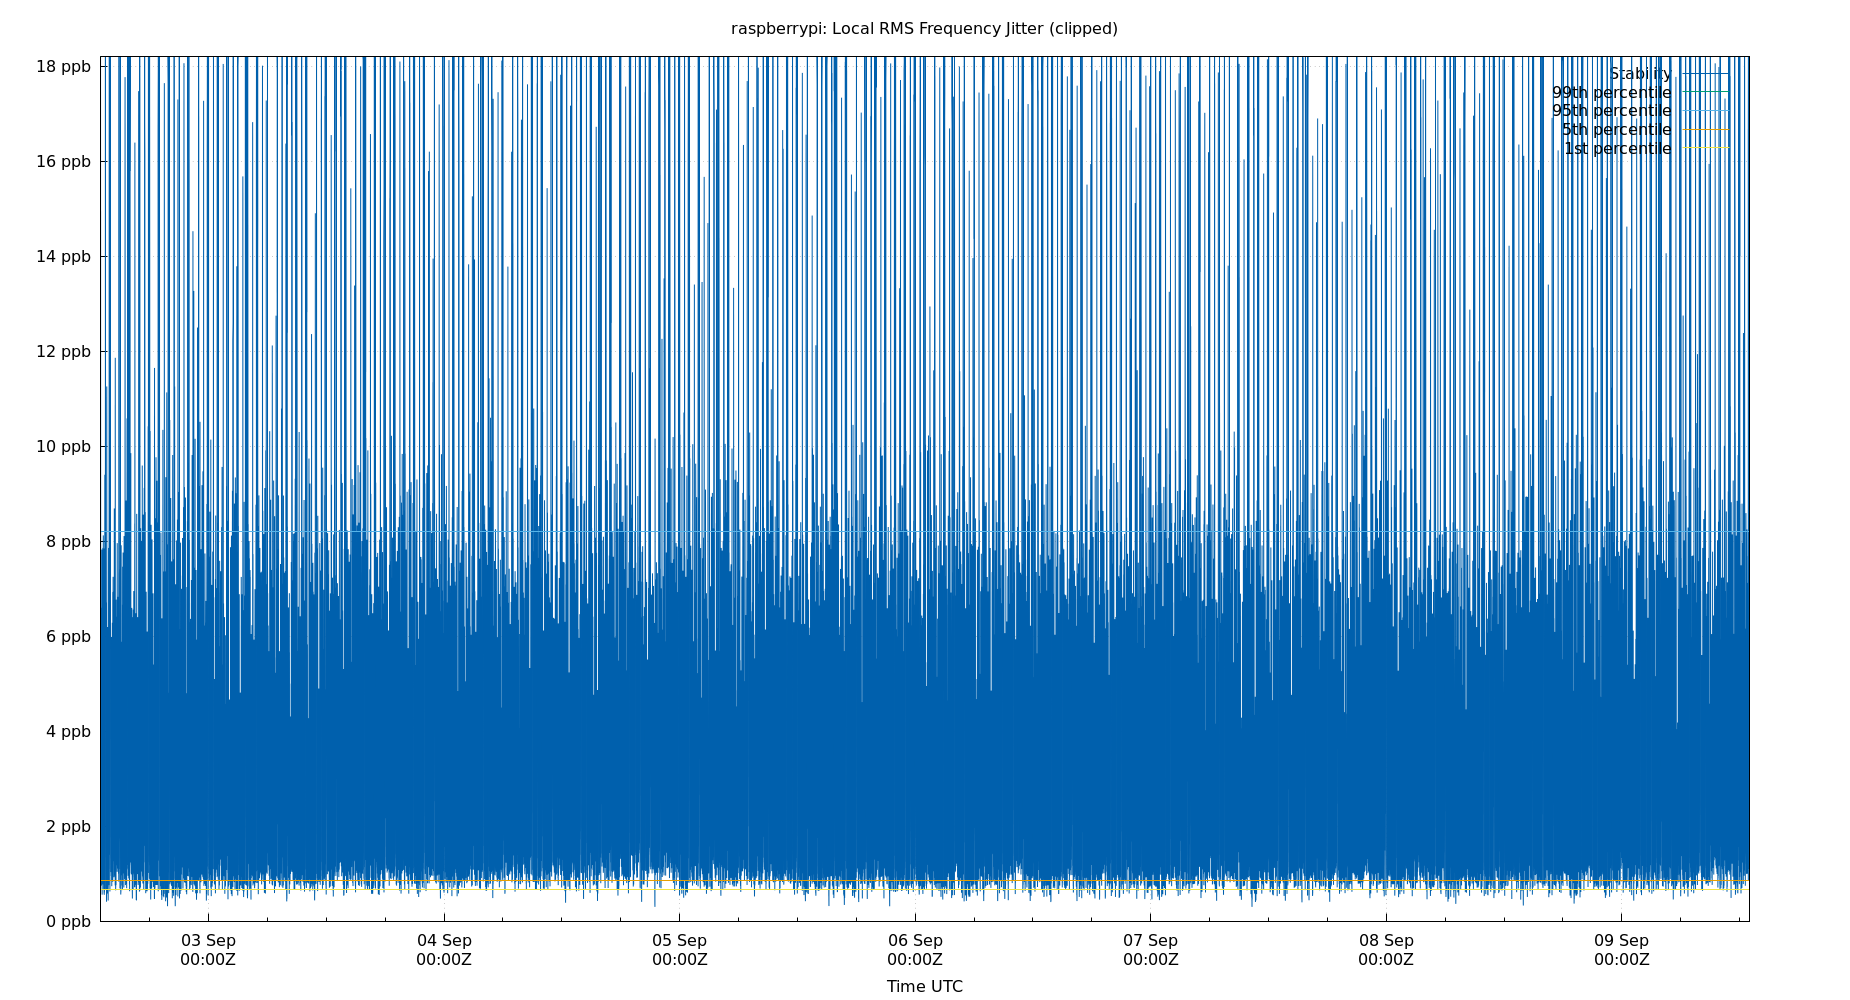 raspberrypi: Local RMS Frequency Jitter (clipped)
18 ppb
16 ppb
14 ppb
12 ppb
10 ppb
8 ppb
6 ppb
4 ppb
2 ppb
0 ppb
Stability
99th percentile
95th percentile
5th percentile
1st percentile
03 Sep
00:00Z
04 Sep
00:00Z
05 Sep
00:00Z
06 Sep
00:00Z
07 Sep
00:00Z
08 Sep
00:00Z
09 Sep
00:00Z
Time UTC